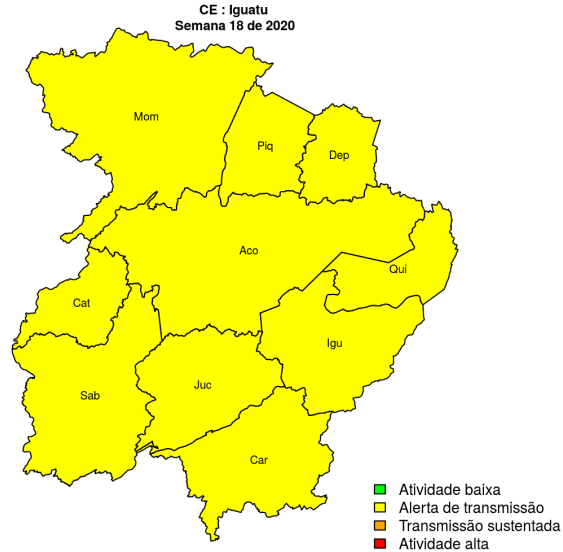 CE : Iguatu
Semana 18 de 2020
Mom
Piq
Dep
Aco
Qui
Cat
Igu
Juc
Sab
Car
Atividade baixa
Alerta de transmissão
Transmissão sustentada
Atividade alta